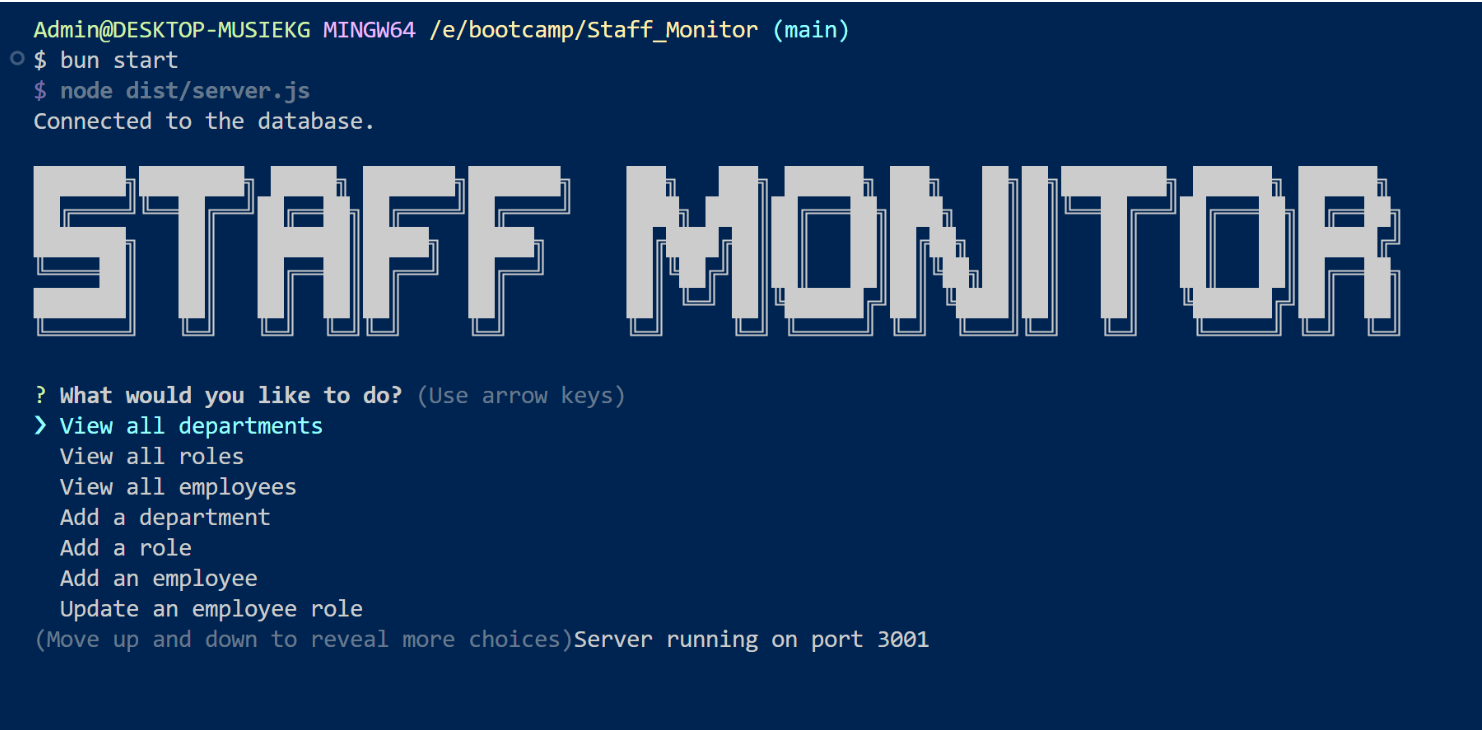 Admin@DESKTOP-MUSIEKG MINGW64 /e/bootcamp/Staff_Monitor (main)
$ bun start
$ node dist/server.js
Connected to the database.
STAFF MONITOR
? What would you like to do? (Use arrow keys)
❯ View all departments
View all roles
View all employees
Add a department
Add a role
Add an employee
Update an employee role
(Move up and down to reveal more choices)Server running on port 3001